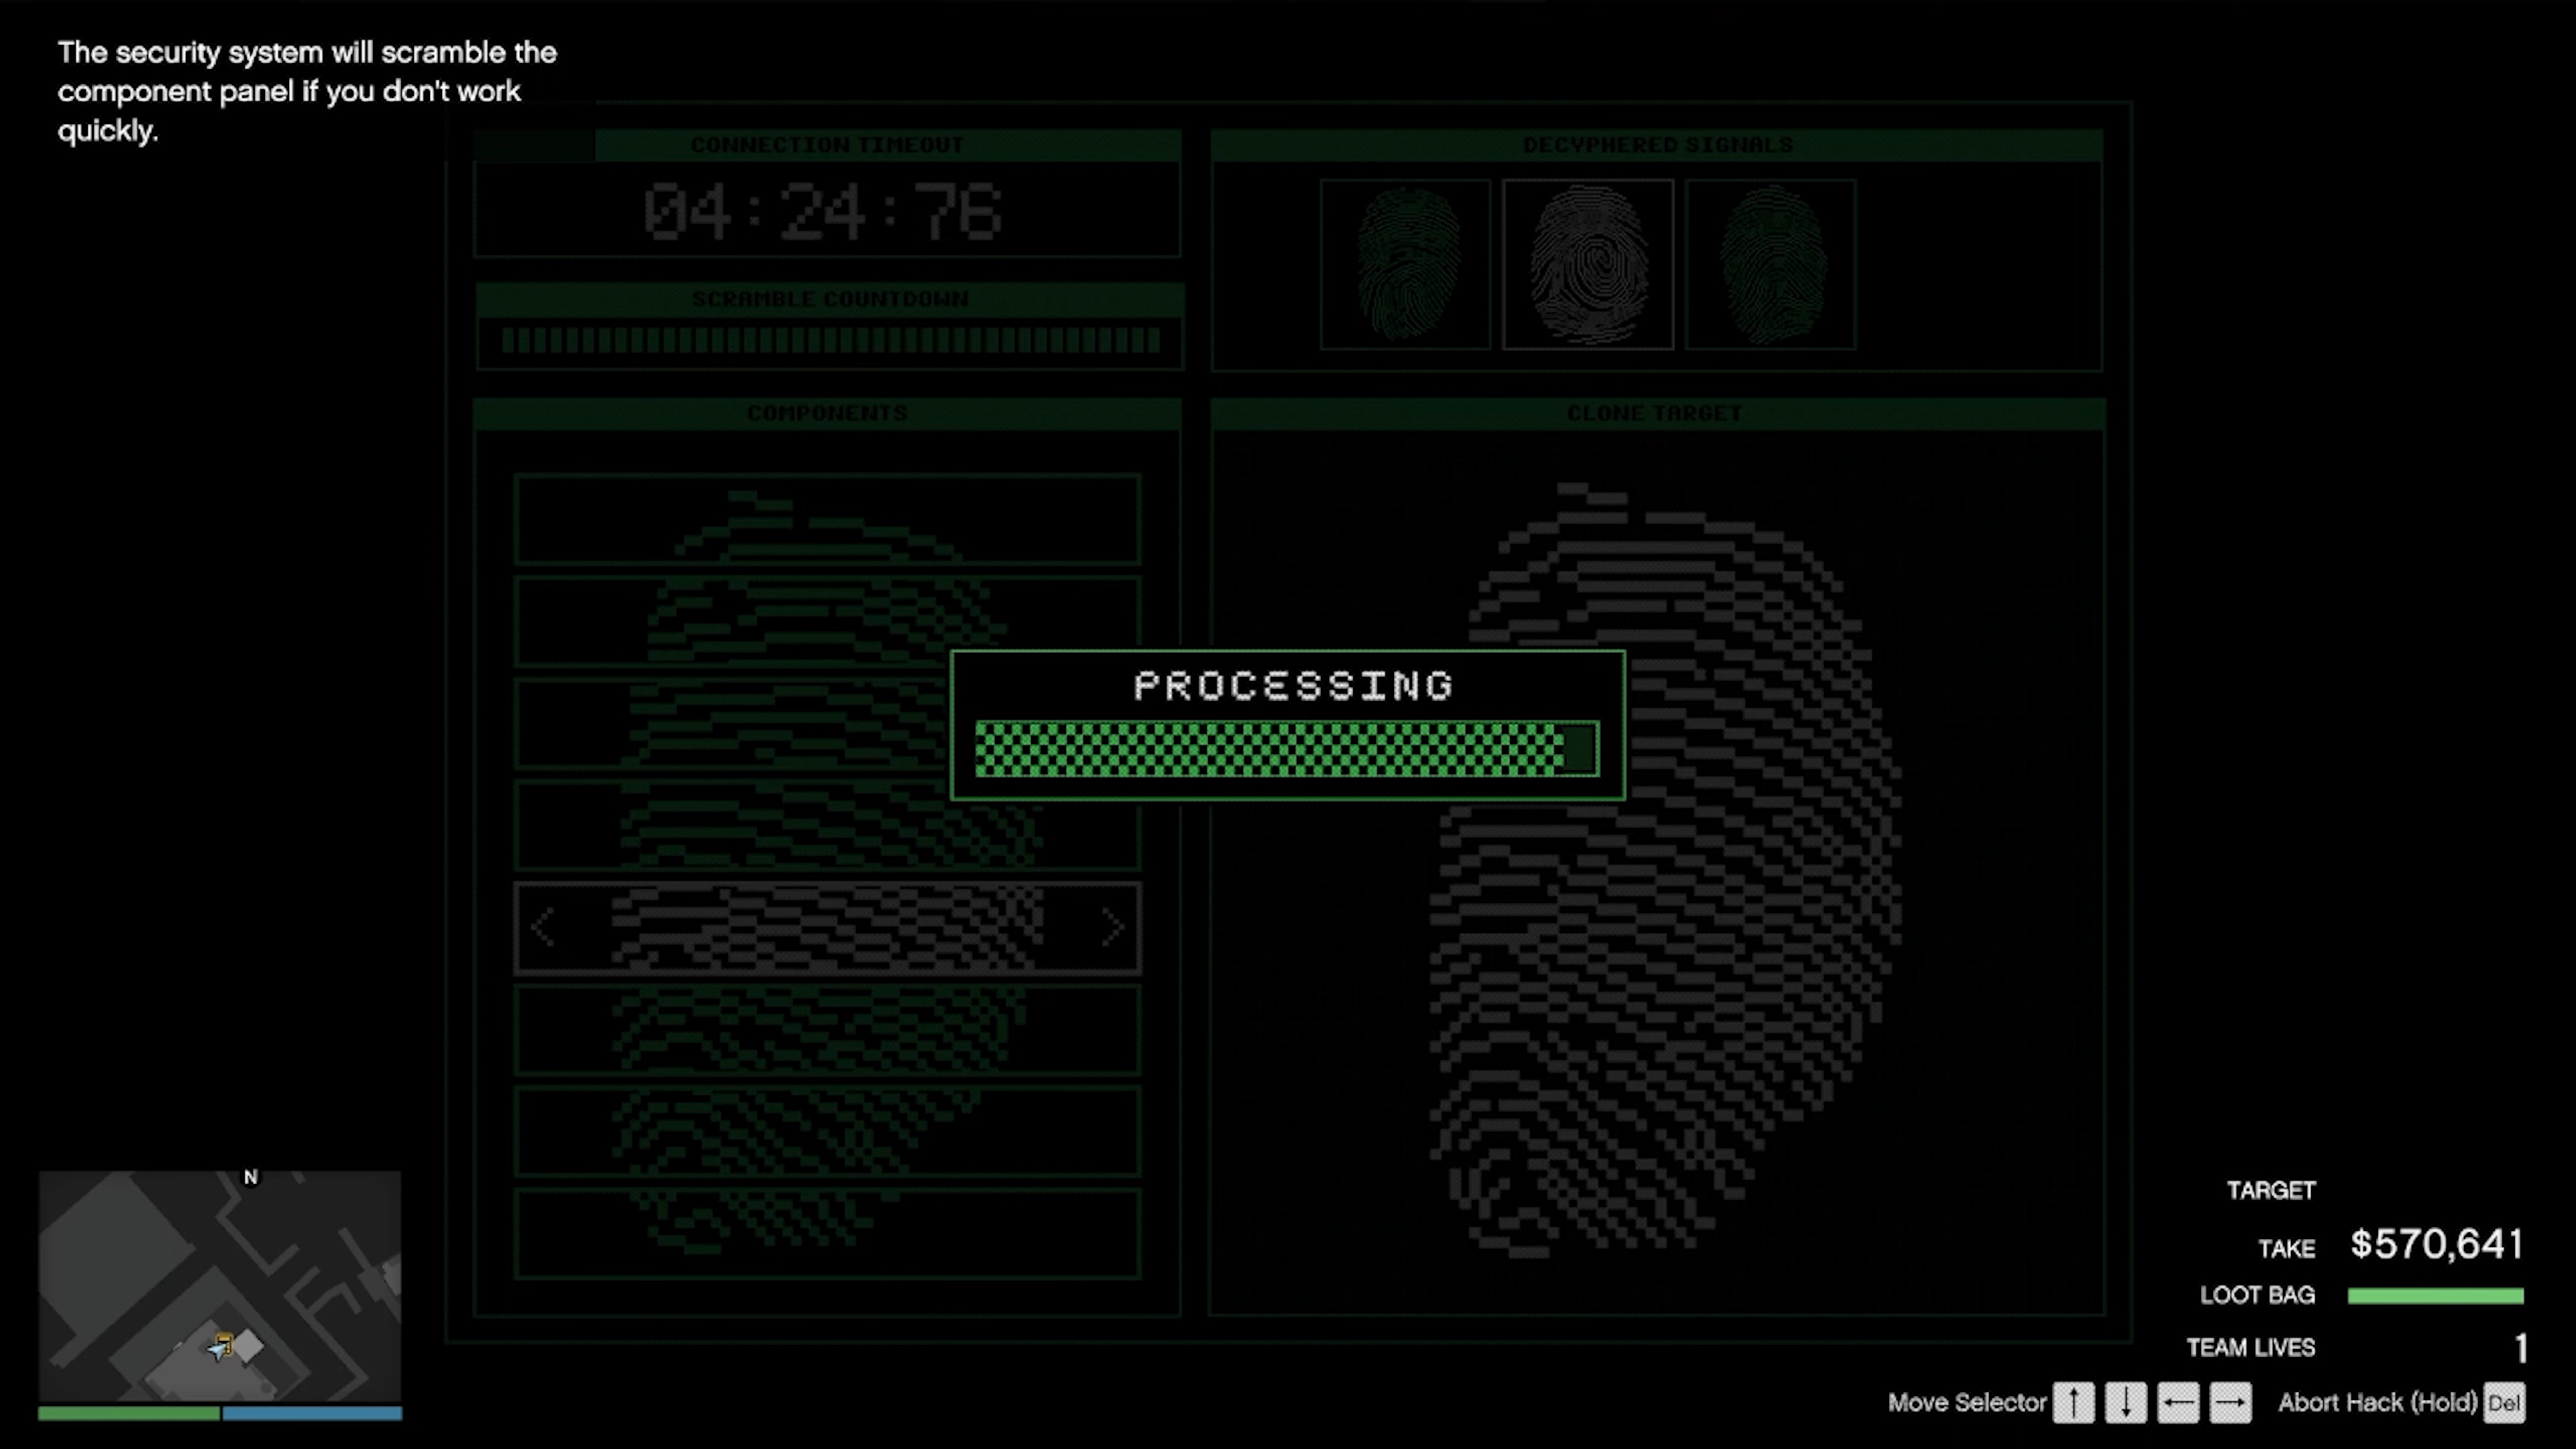 The security system will scramble the
component panel if you don't work
quickly.
CONNECTION TIMEOUT
04:24:76
DECYPHERED SIGNALS
SCRAMBLE COUNTDOWN
COMPONENTS
CLONE TARGET
PROCESSING
N
TARGET
TAKE $570,641
LOOT BAG
TEAM LIVES 1
Move Selector ↑ ↓ ← → Abort Hack (Hold) Del